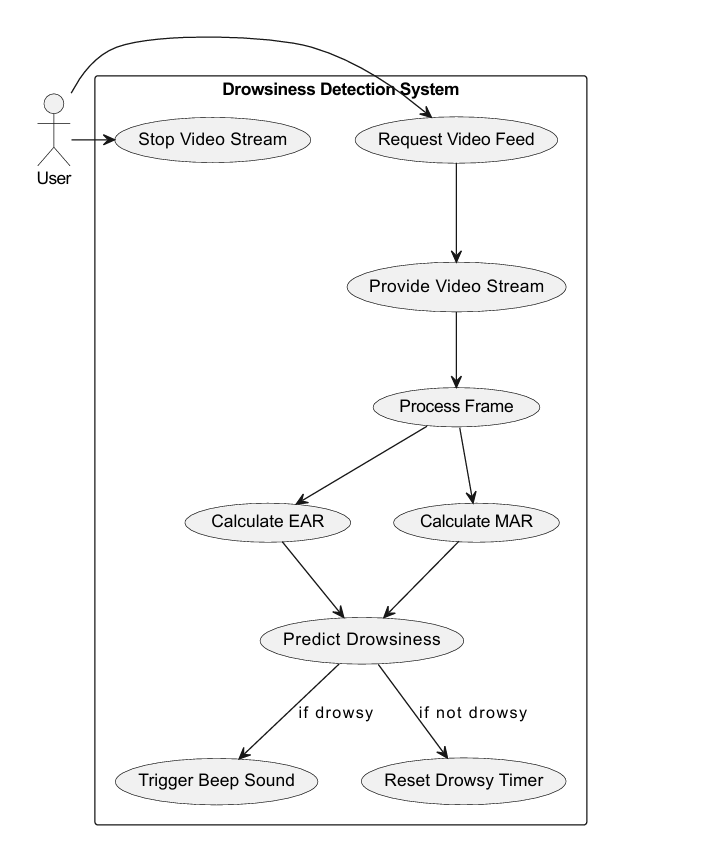 Drowsiness Detection System
User
Stop Video Stream
Request Video Feed
Provide Video Stream
Process Frame
Calculate EAR
Calculate MAR
Predict Drowsiness
if drowsy
if not drowsy
Trigger Beep Sound
Reset Drowsy Timer